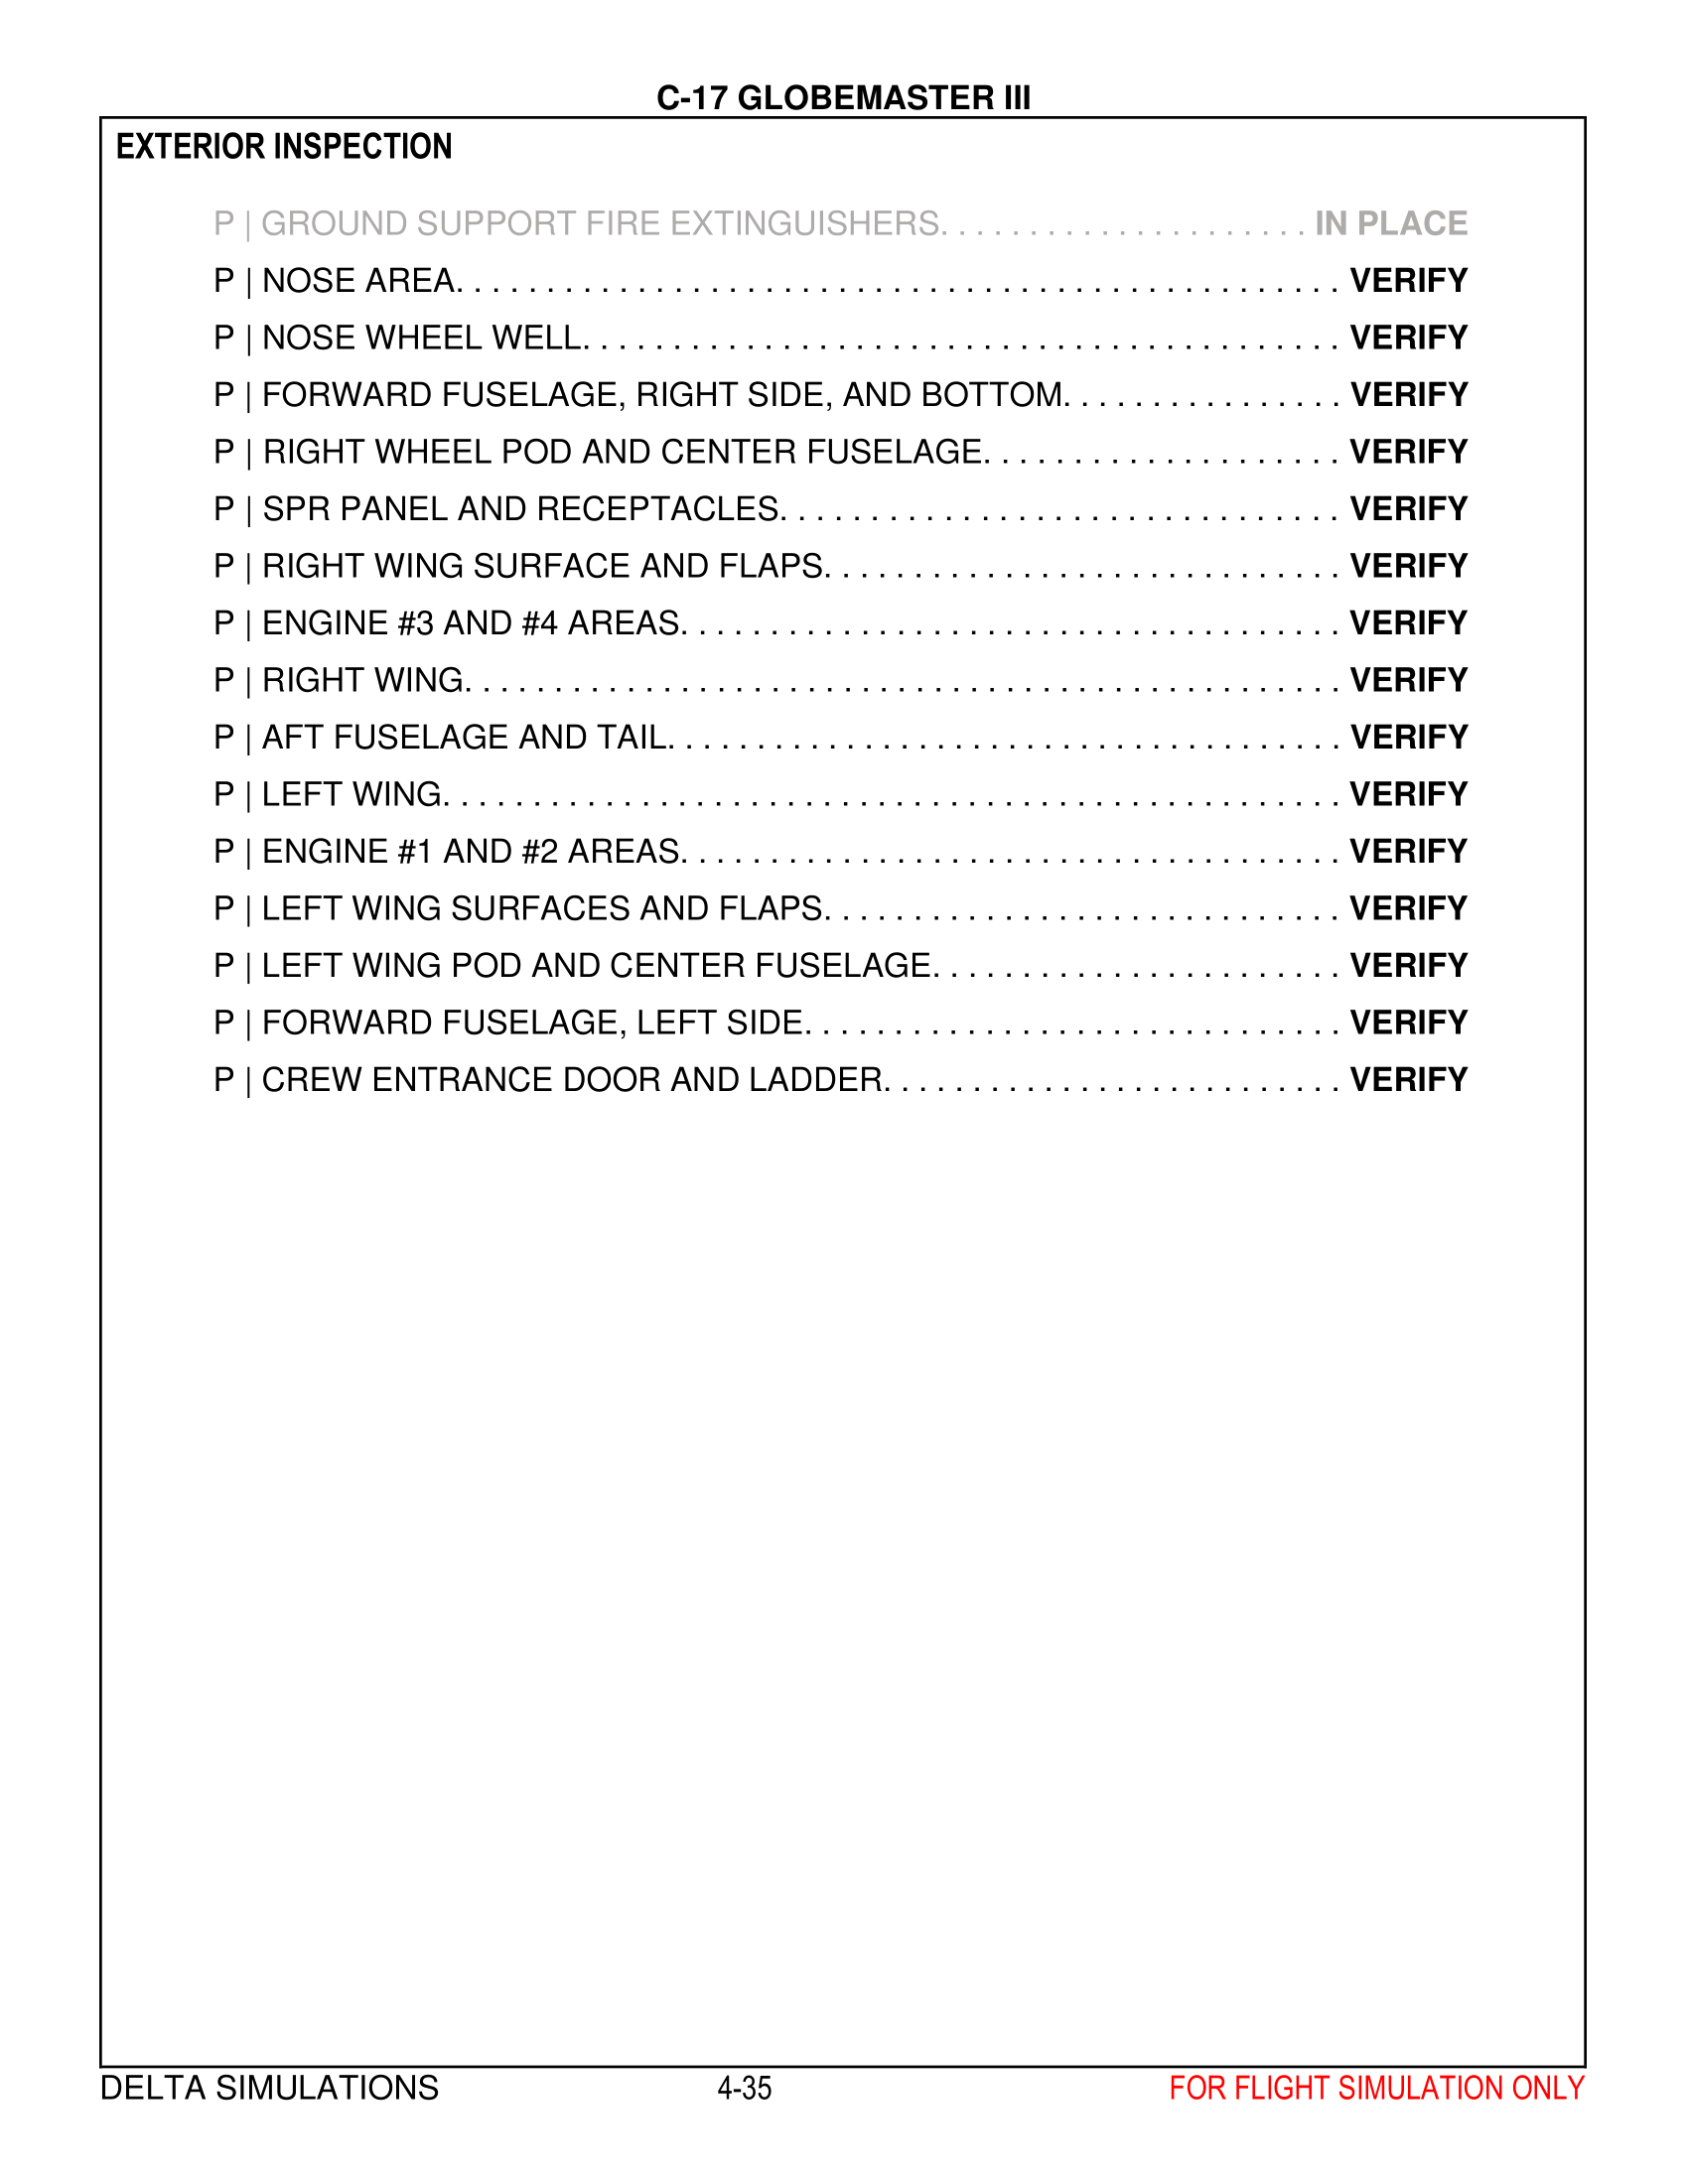 C-17 GLOBEMASTER III
EXTERIOR INSPECTION
P | GROUND SUPPORT FIRE EXTINGUISHERS. . . . . . . . . . . . . . . . . . . . . IN PLACE
P | NOSE AREA. . . . . . . . . . . . . . . . . . . . . . . . . . . . . . . . . . . . . . . . . . . . . . . . . VERIFY
P | NOSE WHEEL WELL. . . . . . . . . . . . . . . . . . . . . . . . . . . . . . . . . . . . . . . . . . VERIFY
P | FORWARD FUSELAGE, RIGHT SIDE, AND BOTTOM. . . . . . . . . . . . . . . . VERIFY
P | RIGHT WHEEL POD AND CENTER FUSELAGE. . . . . . . . . . . . . . . . . . . . VERIFY
P | SPR PANEL AND RECEPTACLES. . . . . . . . . . . . . . . . . . . . . . . . . . . . . . . VERIFY
P | RIGHT WING SURFACE AND FLAPS. . . . . . . . . . . . . . . . . . . . . . . . . . . . . VERIFY
P | ENGINE #3 AND #4 AREAS. . . . . . . . . . . . . . . . . . . . . . . . . . . . . . . . . . . . . VERIFY
P | RIGHT WING. . . . . . . . . . . . . . . . . . . . . . . . . . . . . . . . . . . . . . . . . . . . . . . . . VERIFY
P | AFT FUSELAGE AND TAIL. . . . . . . . . . . . . . . . . . . . . . . . . . . . . . . . . . . . . . VERIFY
P | LEFT WING. . . . . . . . . . . . . . . . . . . . . . . . . . . . . . . . . . . . . . . . . . . . . . . . . . VERIFY
P | ENGINE #1 AND #2 AREAS. . . . . . . . . . . . . . . . . . . . . . . . . . . . . . . . . . . . . VERIFY
P | LEFT WING SURFACES AND FLAPS. . . . . . . . . . . . . . . . . . . . . . . . . . . . . VERIFY
P | LEFT WING POD AND CENTER FUSELAGE. . . . . . . . . . . . . . . . . . . . . . . VERIFY
P | FORWARD FUSELAGE, LEFT SIDE. . . . . . . . . . . . . . . . . . . . . . . . . . . . . . VERIFY
P | CREW ENTRANCE DOOR AND LADDER. . . . . . . . . . . . . . . . . . . . . . . . . . VERIFY
DELTA SIMULATIONS 4-35 FOR FLIGHT SIMULATION ONLY